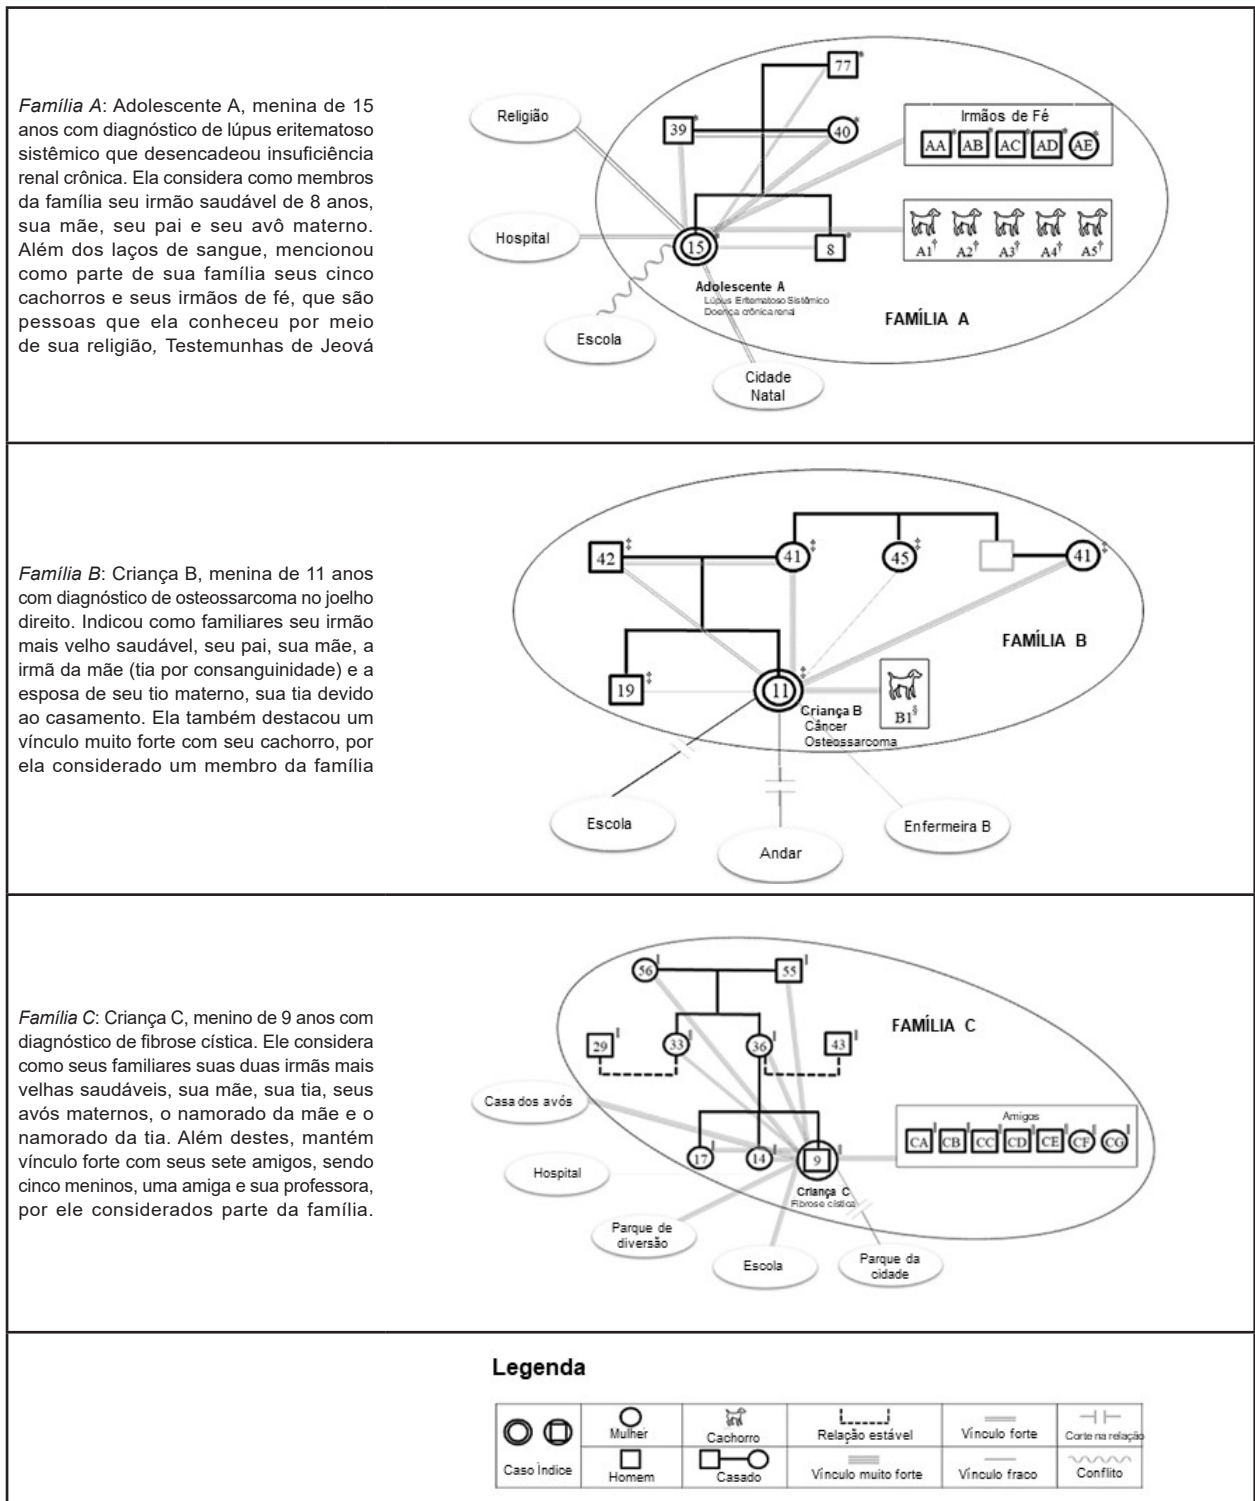 Família A: Adolescente A, menina de 15
anos com diagnóstico de lúpus eritematoso
sistêmico que desencadeou insuficiência
renal crônica. Ela considera como membros
da família seu irmão saudável de 8 anos,
sua mãe, seu pai e seu avô materno.
Além dos laços de sangue, mencionou
como parte de sua família seus cinco
cachorros e seus irmãos de fé, que são
pessoas que ela conheceu por meio
de sua religião, Testemunhas de Jeová
77*
Religião
39*
40*
Irmãos de Fé
AA* AB* AC* AD* AE*
Hospital
15*
8*
A1† A2† A3† A4† A5†
Adolescente A
Lúpus Eritematoso Sistêmico
Doença crônica renal
FAMÍLIA A
Escola
Cidade
Natal
Família B: Criança B, menina de 11 anos
com diagnóstico de osteossarcoma no joelho
direito. Indicou como familiares seu irmão
mais velho saudável, seu pai, sua mãe, a
irmã da mãe (tia por consanguinidade) e a
esposa de seu tio materno, sua tia devido
ao casamento. Ela também destacou um
vínculo muito forte com seu cachorro, por
ela considerado um membro da família
42‡ 41‡ 45‡ 41‡
FAMÍLIA B
19‡ 11‡
B1§
Criança B
Câncer
Osteossarcoma
Escola
Andar
Enfermeira B
Família C: Criança C, menino de 9 anos com
diagnóstico de fibrose cística. Ele considera
como seus familiares suas duas irmãs mais
velhas saudáveis, sua mãe, sua tia, seus
avós maternos, o namorado da mãe e o
namorado da tia. Além destes, mantém
vínculo forte com seus sete amigos, sendo
cinco meninos, uma amiga e sua professora,
por ele considerados parte da família.
56| 55|
FAMÍLIA C
29| 33| 36| 43|
Casa dos avós
Amigos
CA| CB| CC| CD| CE| CF| CG|
17| 14| 9|
Hospital
Criança C
Fibrose cística
Parque de
diversão
Escola
Parque da
cidade
Legenda
Mulher
Cachorro
Relação estável
Vínculo forte
Corte na relação
Caso Índice
Homem
Casado
Vínculo muito forte
Vínculo fraco
Conflito